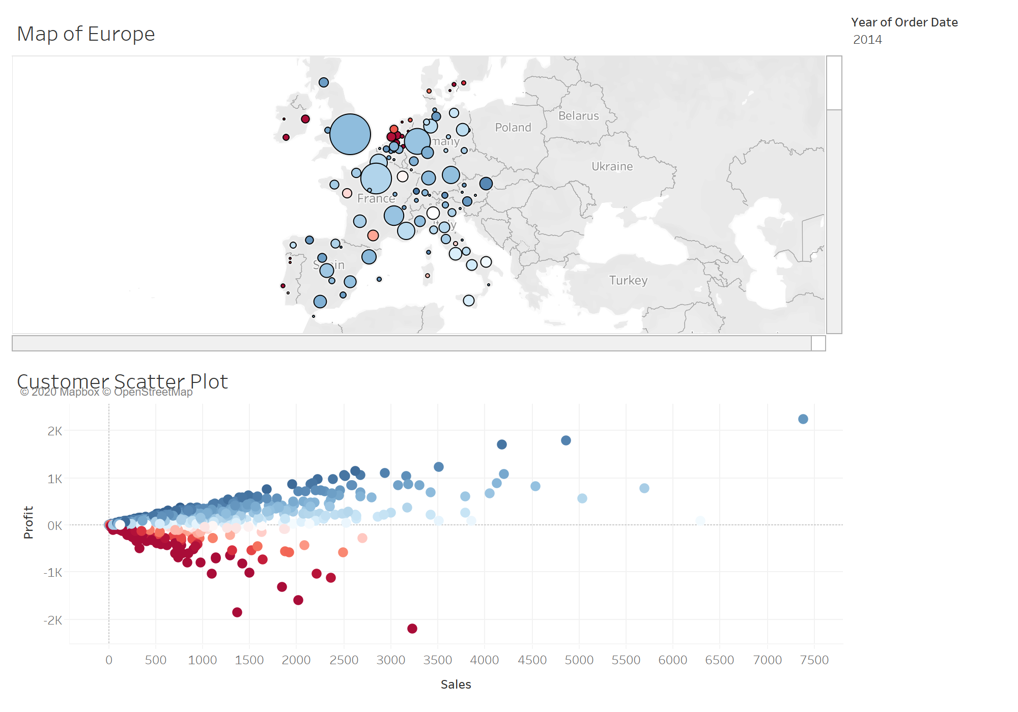 Map of Europe
Year of Order Date
2014
Belarus
Poland
Ukraine
France
Turkey
Customer Scatter Plot
© 2020 Mapbox © OpenStreetMap
2K
1K
0K
-1K
-2K
Profit
0 500 1000 1500 2000 2500 3000 3500 4000 4500 5000 5500 6000 6500 7000 7500
Sales